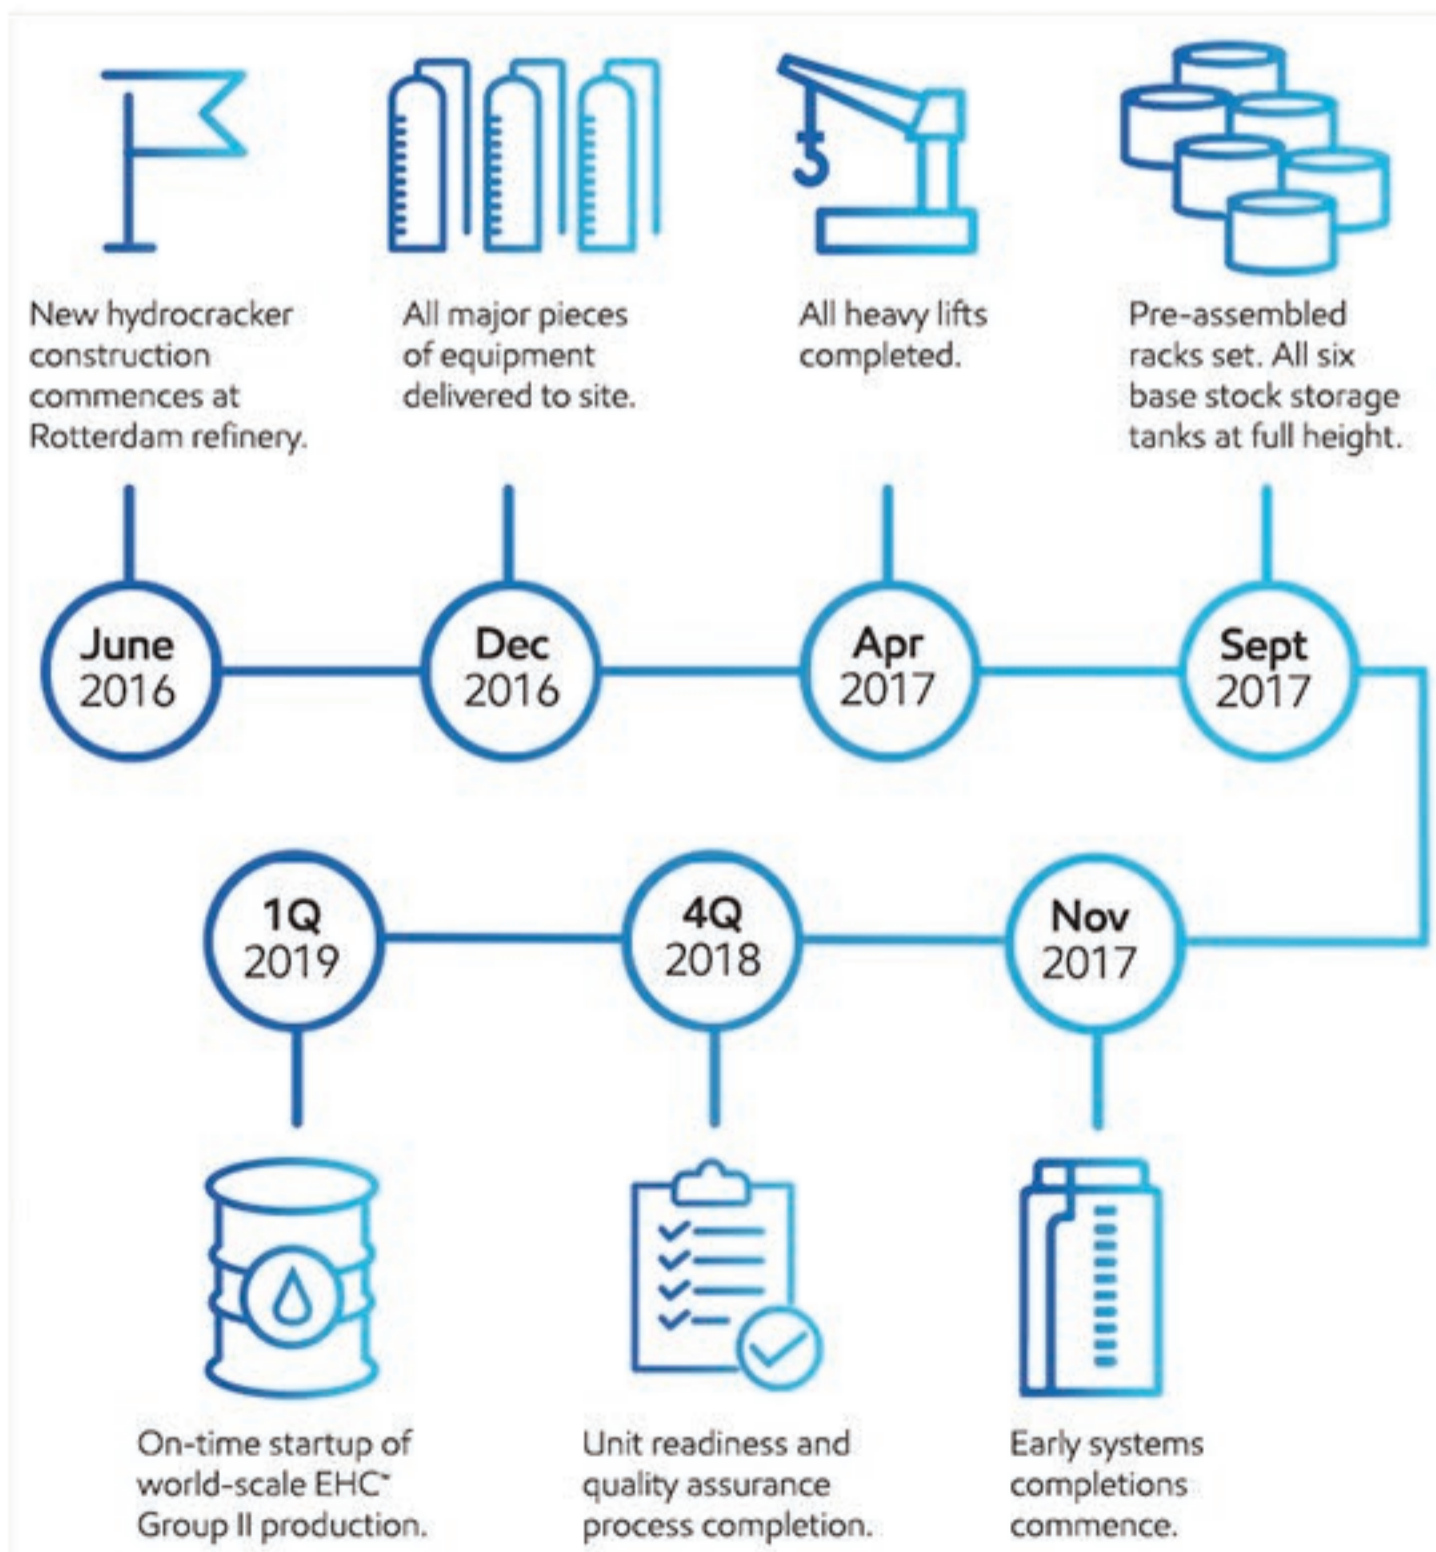 New hydrocracker
construction
commences at
Rotterdam refinery.
All major pieces
of equipment
delivered to site.
All heavy lifts
completed.
Pre-assembled
racks set. All six
base stock storage
tanks at full height.
June
2016
Dec
2016
Apr
2017
Sept
2017
Nov
2017
4Q
2018
1Q
2019
Early systems
completions
commence.
Unit readiness and
quality assurance
process completion.
On-time startup of
world-scale EHC™
Group II production.